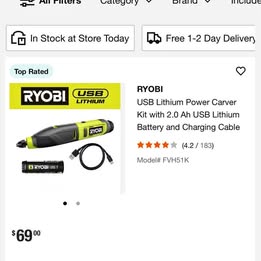 All Filters
Category
Brand
Include
In Stock at Store Today
Free 1-2 Day Delivery
Top Rated
RYOBI USB LITHIUM
RYOBI
USB Lithium Power Carver
Kit with 2.0 Ah USB Lithium
Battery and Charging Cable
(4.2 / 183)
Model# FVH51K
$69.00